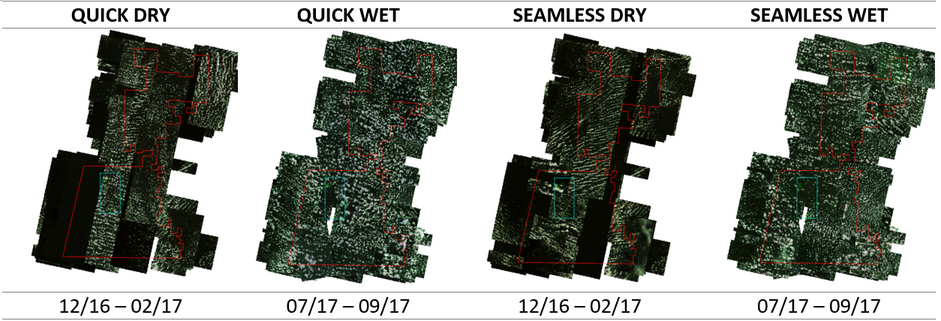 QUICK DRY QUICK WET SEAMLESS DRY SEAMLESS WET
12/16 – 02/17 07/17 – 09/17 12/16 – 02/17 07/17 – 09/17